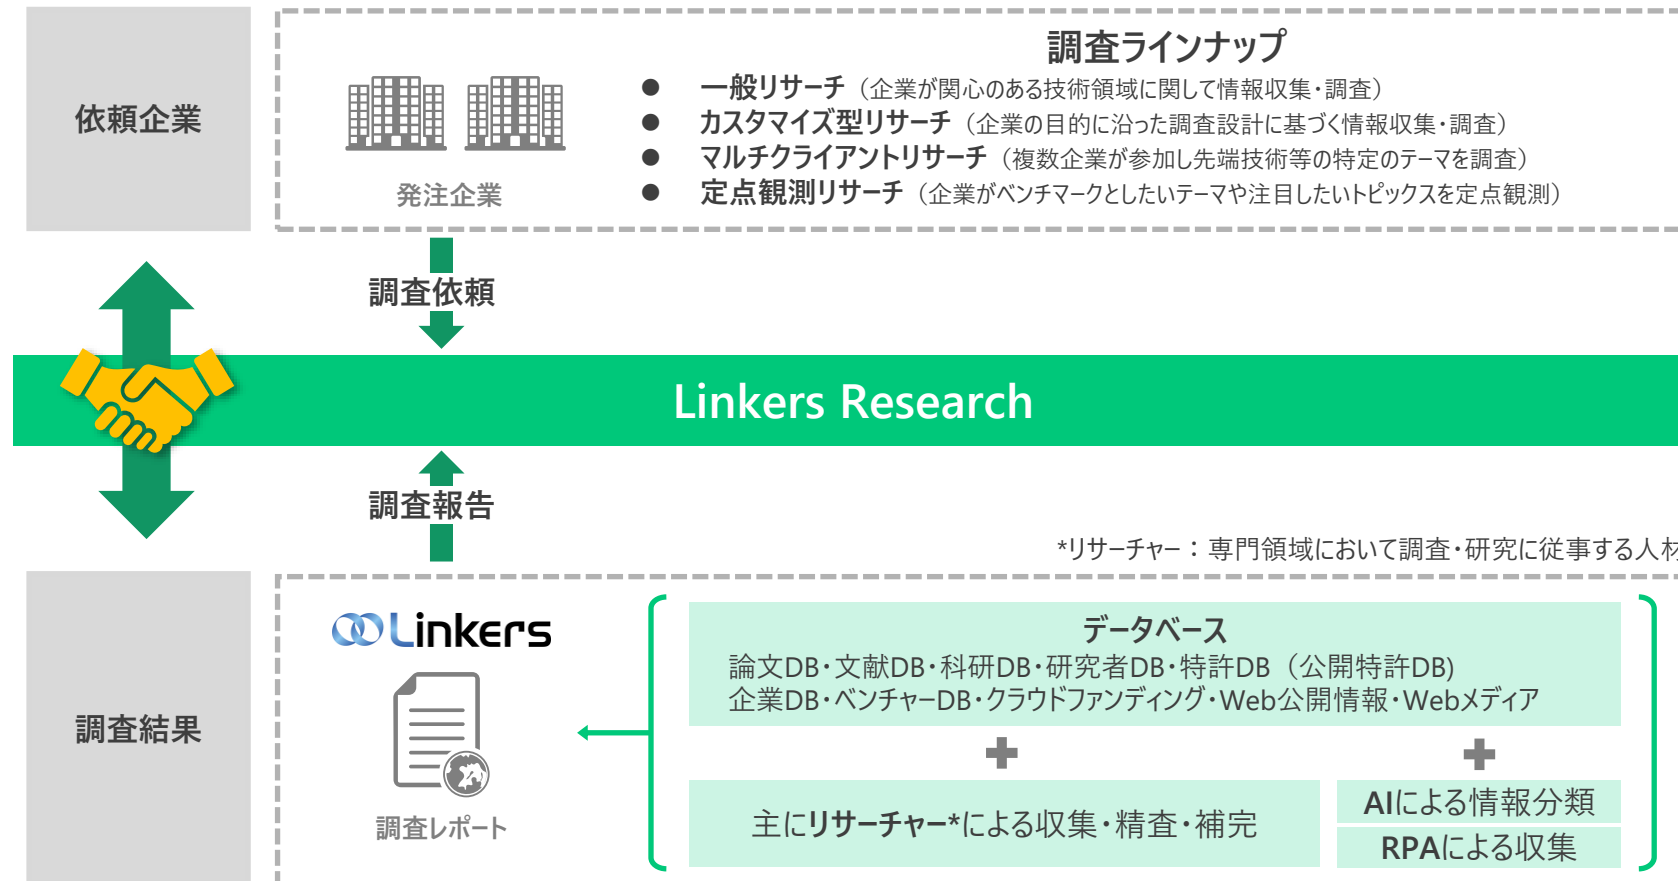 依頼企業
発注企業
調査ラインナップ
● 一般リサーチ（企業が関心のある技術領域に関して情報収集・調査）
● カスタマイズ型リサーチ（企業の目的に沿った調査設計に基づく情報収集・調査）
● マルチクライアントリサーチ（複数企業が参加し先端技術等の特定のテーマを調査）
● 定点観測リサーチ（企業がベンチマークとしたいテーマや注目したいトピックスを定点観測）
調査依頼
Linkers Research
調査報告
*リサーチャー：専門領域において調査・研究に従事する人材
調査結果
Linkers
調査レポート
データベース
論文DB・文献DB・科研DB・研究者DB・特許DB（公開特許DB)
企業DB・ベンチャーDB・クラウドファンディング・Web公開情報・Webメディア
主にリサーチャー*による収集・精査・補完
AIによる情報分類
RPAによる収集